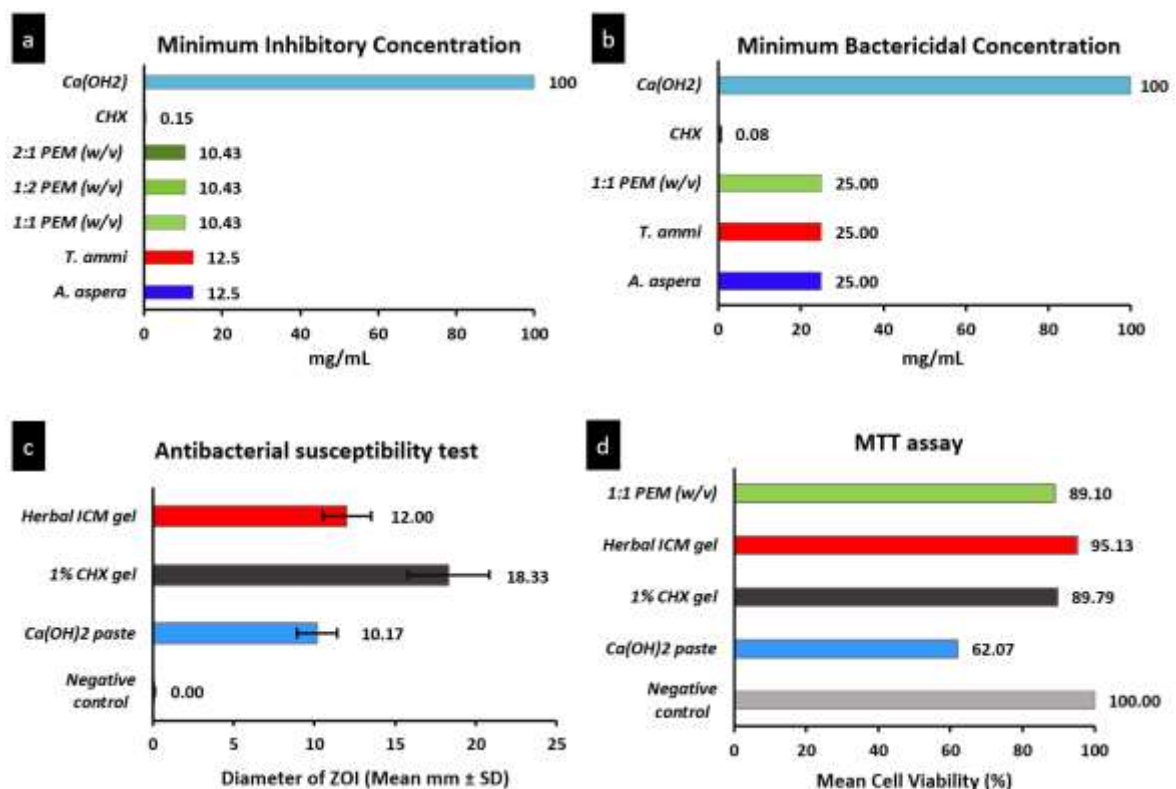 a
Minimum Inhibitory Concentration
Ca(OH2)
100
CHX
0.15
2:1 PEM (w/v)
10.43
1:2 PEM (w/v)
10.43
1:1 PEM (w/v)
10.43
T. ammi
12.5
A. aspera
12.5
0 20 40 60 80 100
mg/mL
b
Minimum Bactericidal Concentration
Ca(OH2)
100
CHX
0.08
1:1 PEM (w/v)
25.00
T. ammi
25.00
A. aspera
25.00
0 20 40 60 80 100
mg/mL
c
Antibacterial susceptibility test
Herbal ICM gel
12.00
1% CHX gel
18.33
Ca(OH)2 paste
10.17
Negative
control
0.00
0 5 10 15 20 25
Diameter of ZOI (Mean mm ± SD)
d
MTT assay
1:1 PEM (w/v)
89.10
Herbal ICM gel
95.13
1% CHX gel
89.79
Ca(OH)2 paste
62.07
Negative
control
100.00
0 20 40 60 80 100
Mean Cell Viability (%)